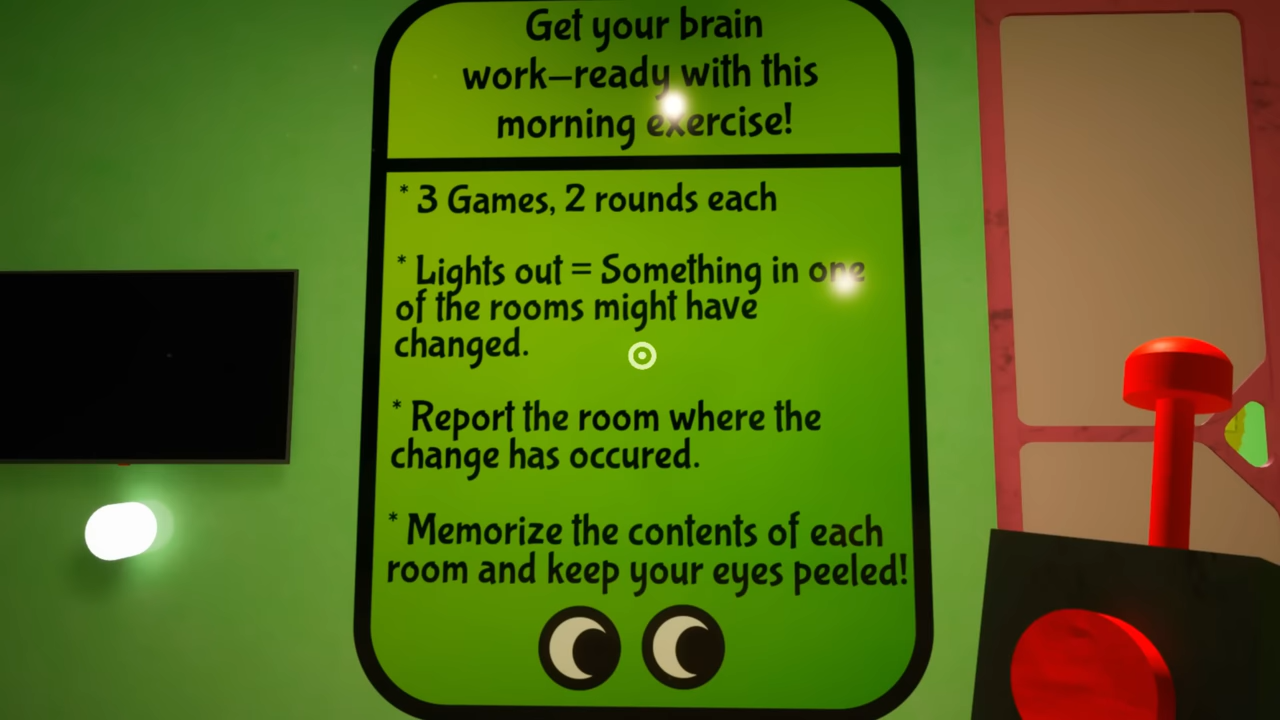 Get your brain
work-ready with this
morning exercise!
* 3 Games, 2 rounds each
* Lights out = Something in one
of the rooms might have
changed.
* Report the room where the
change has occured.
* Memorize the contents of each
room and keep your eyes peeled!